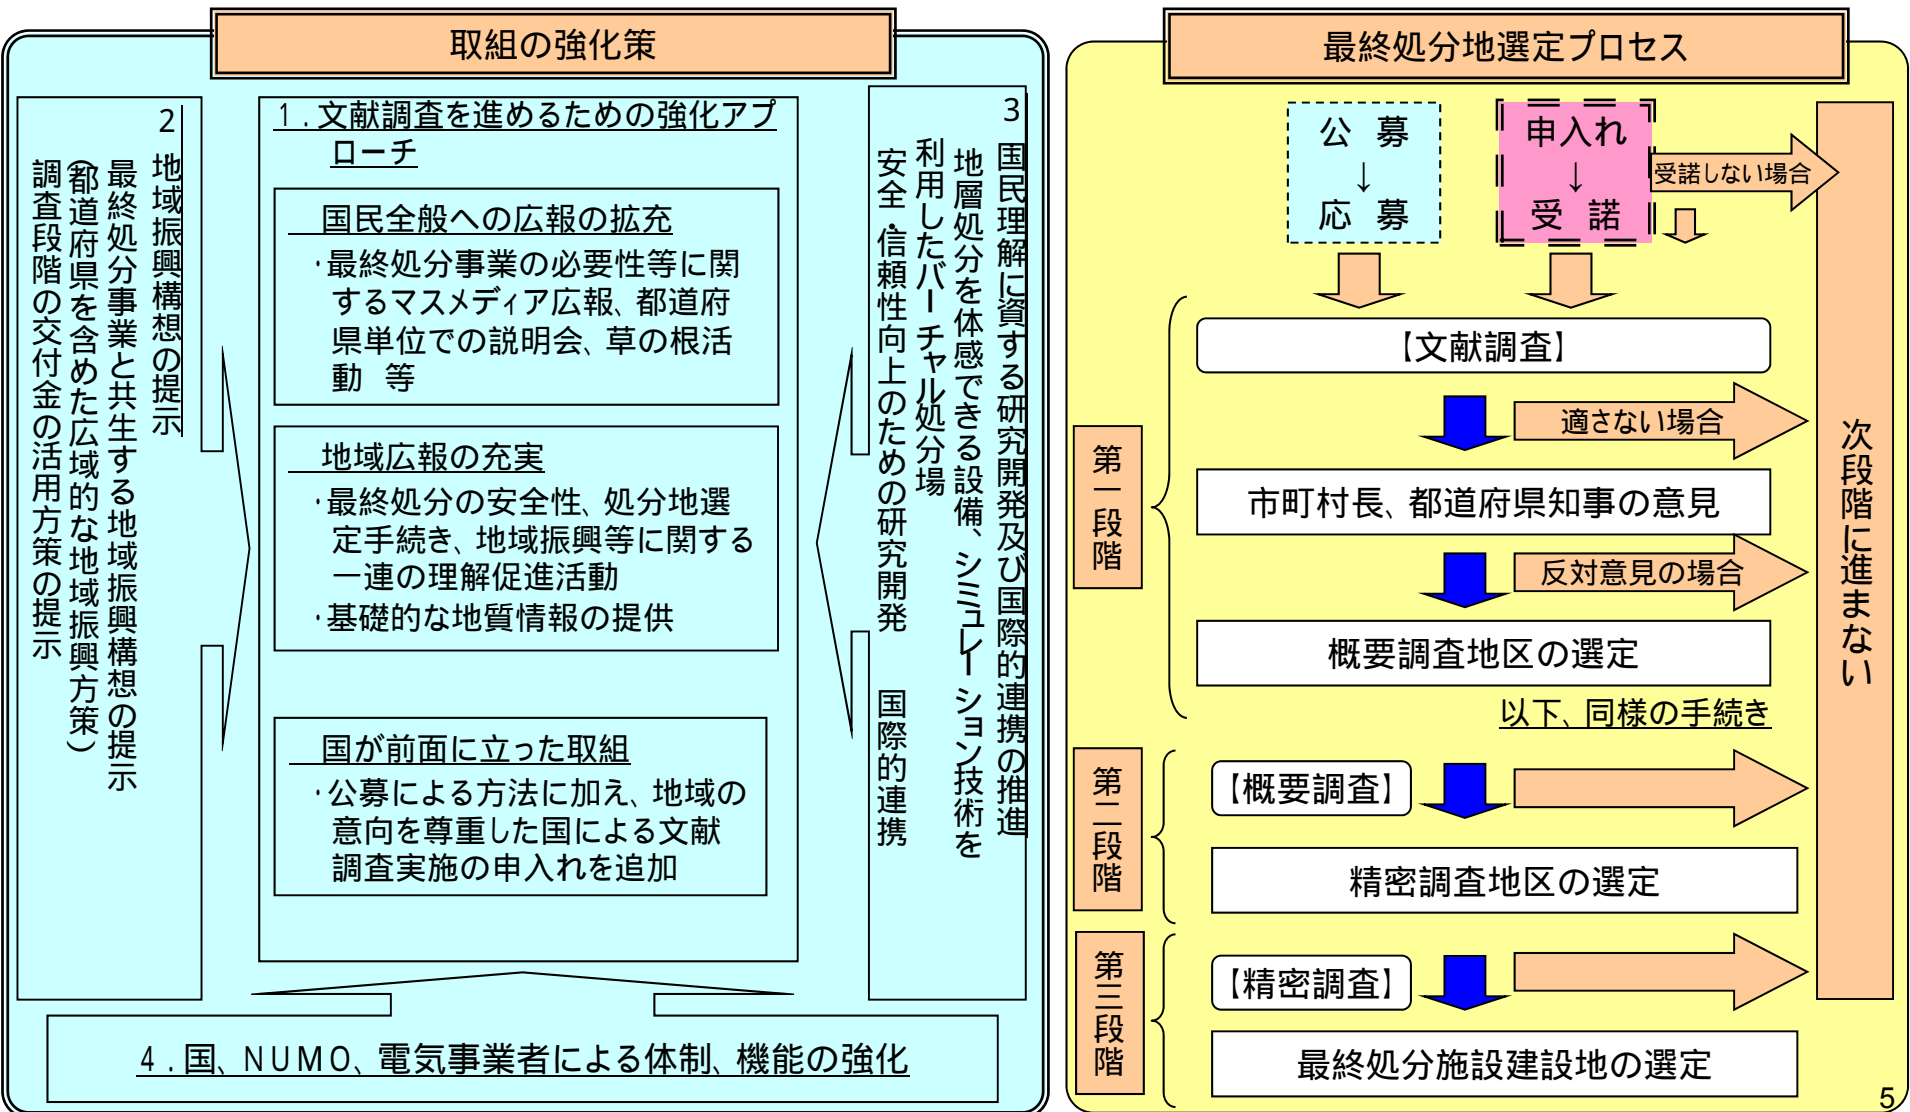 取組の強化策
2 地域振興構想の提示
最終処分事業と共生する地域振興構想の提示
(都道府県を含めた広域的な地域振興方策)
調査段階の交付金の活用方策の提示
1.文献調査を進めるための強化アプ
ローチ
国民全般への広報の拡充
・最終処分事業の必要性等に関
するマスメディア広報、都道府
県単位での説明会、草の根活
動 等
地域広報の充実
・最終処分の安全性、処分地選
定手続き、地域振興等に関する
一連の理解促進活動
・基礎的な地質情報の提供
国が前面に立った取組
・公募による方法に加え、地域の
意向を尊重した国による文献
調査実施の申入れを追加
3 国民理解に資する研究開発及び国際的連携の推進
地層処分を体感できる設備、シミュレーション技術を
利用したバーチャル処分場
安全・信頼性向上のための研究開発 国際的連携
4.国、NUMO、電気事業者による体制、機能の強化
最終処分地選定プロセス
公 募
↓
応 募
申入れ
↓
受 諾
受諾しない場合
第一段階
【文献調査】
適さない場合
市町村長、都道府県知事の意見
反対意見の場合
概要調査地区の選定
以下、同様の手続き
第二段階
【概要調査】
精密調査地区の選定
第三段階
【精密調査】
最終処分施設建設地の選定
次段階に進まない
5